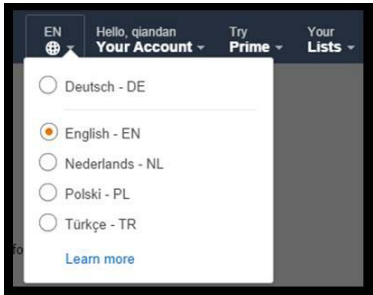 EN
Hello, qiandan
Your Account
Try
Prime
Your
Lists
Deutsch - DE
English - EN
Nederlands - NL
Polski - PL
Türkçe - TR
fo
Learn more